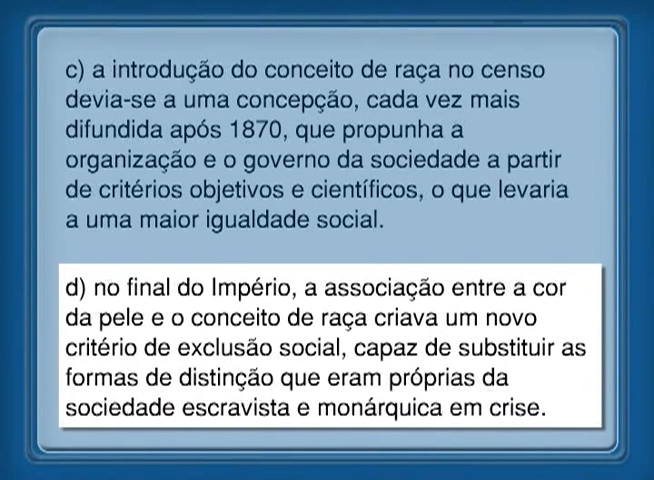 c) a introdução do conceito de raça no censo
devia-se a uma concepção, cada vez mais
difundida após 1870, que propunha a
organização e o governo da sociedade a partir
de critérios objetivos e científicos, o que levaria
a uma maior igualdade social.
d) no final do Império, a associação entre a cor
da pele e o conceito de raça criava um novo
critério de exclusão social, capaz de substituir as
formas de distinção que eram próprias da
sociedade escravista e monárquica em crise.